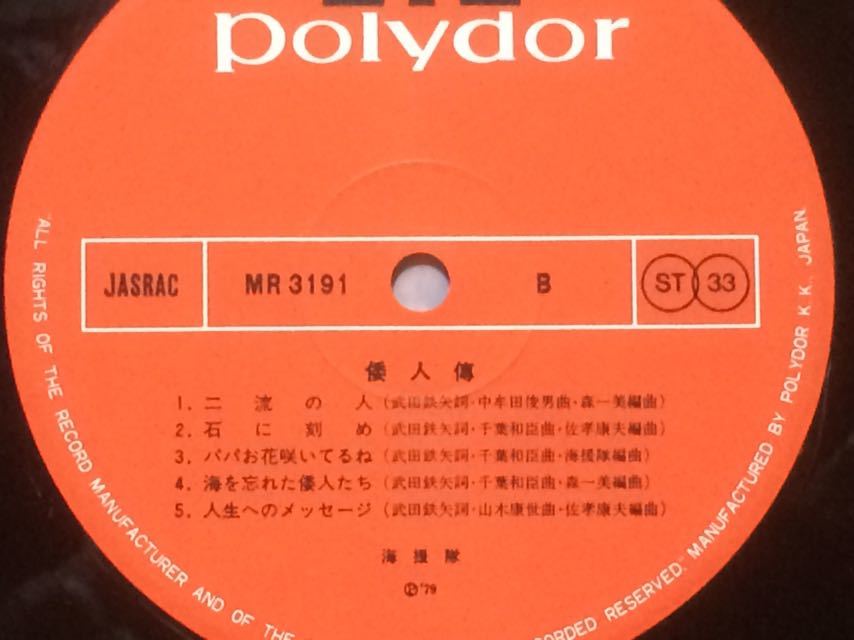 polydor
JASRAC
MR 3191
B
ST 33
倭人傳
1. 二流の人 (武田鉄矢詞・中牟田俊男曲・森一美編曲)
2. 石に刻め (武田鉄矢詞・千葉和臣曲・佐孝康夫編曲)
3. パパお花咲いてるね (武田鉄矢詞・千葉和臣曲・海援隊編曲)
4. 海を忘れた倭人たち (武田鉄矢詞・千葉和臣曲・森一美編曲)
5. 人生へのメッセージ (武田鉄矢詞・山木康世曲・佐孝康夫編曲)
海援隊
Ⓟ'79
"ALL RIGHTS OF THE RECORD MANUFACTURER AND OF THE
RECORDED RESERVED." MANUFACTURED BY POLYDOR K.K. JAPAN